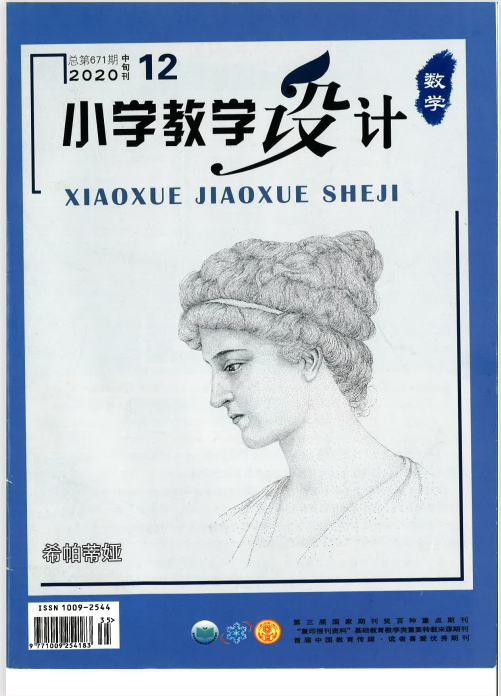 总第671期 中旬刊
2020 12
小学教学设计
数学
XIAOXUE JIAOXUE SHEJI
希帕蒂娅
ISSN 1009-2544
35>
9 771009 254183
第三届国家期刊奖百种重点期刊
“复印报刊资料”基础教育教学类重要转载来源期刊
首届中国教育传媒·读者喜爱优秀期刊